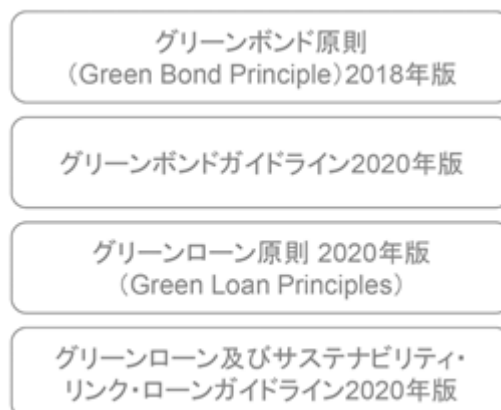 グリーンボンド原則
（Green Bond Principle）2018年版
グリーンボンドガイドライン2020年版
グリーンローン原則 2020年版
（Green Loan Principles）
グリーンローン及びサステナビリティ・
リンク・ローンガイドライン2020年版